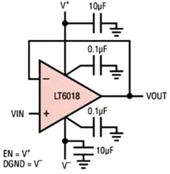 V+
10µF
0.1µF
–
LT6018
VOUT
VIN
+
0.1µF
10µF
EN = V+
DGND = V–
V–